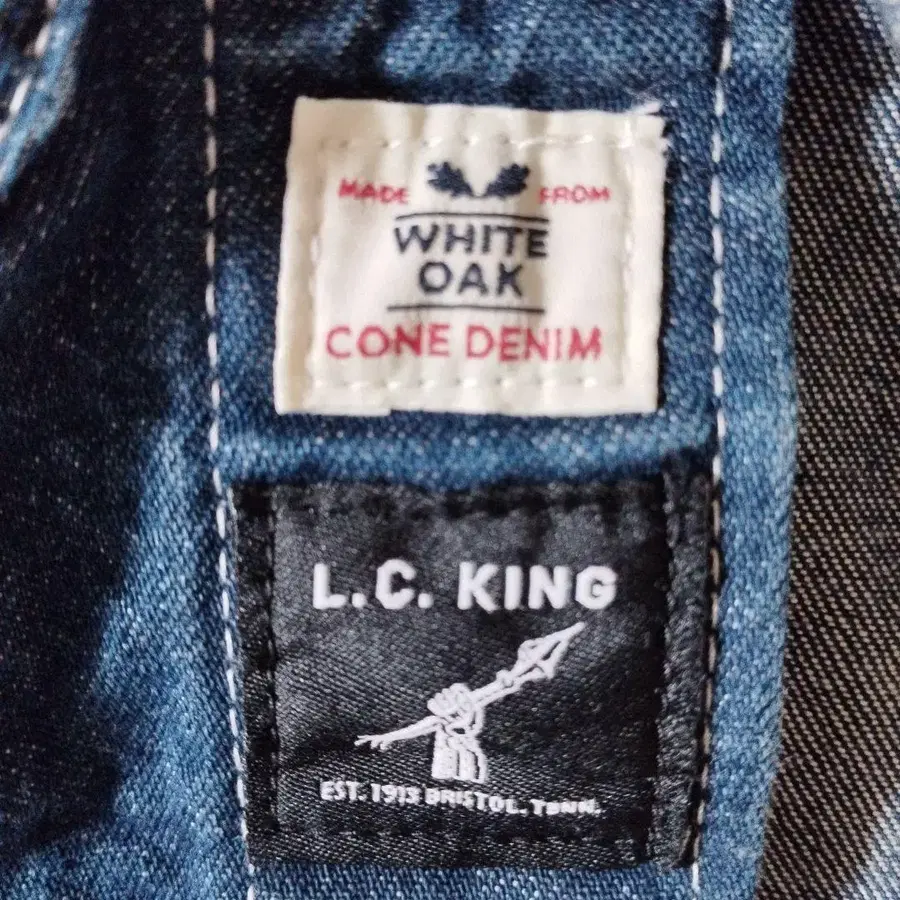 MADE FROM
WHITE
OAK
CONE DENIM
L.C. KING
EST. 1913 BRISTOL, TENN.